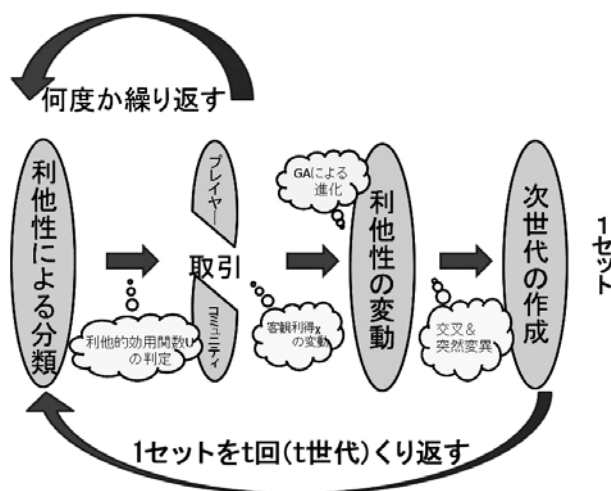 何度か繰り返す
利他性による分類
利他的効用関数U
の判定
プレイヤー
取引
コミュニティ
客観利得χ
の変動
GAによる
進化
利他性の変動
交叉&
突然変異
次世代の作成
1セット
1セットをt回(t世代)くり返す